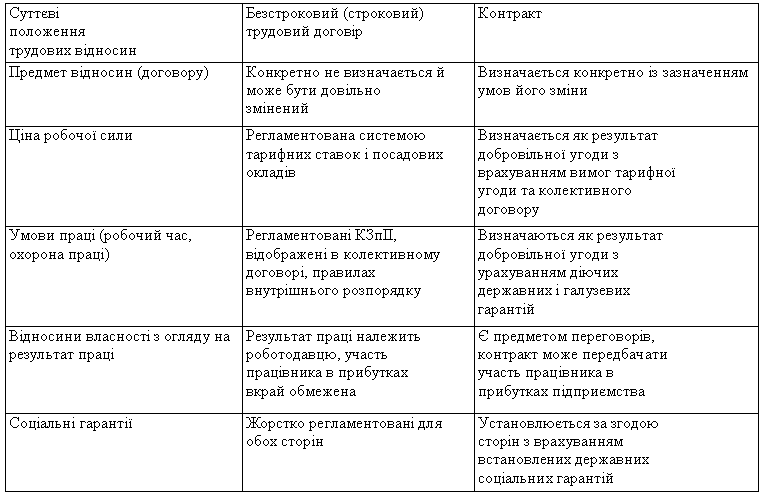 Суттєві
положення
трудових відносин
Безстроковий (строковий)
трудовий договір
Контракт
Предмет відносин (договору)
Конкретно не визначається й
може бути довільно
змінений
Визначається конкретно із зазначенням
умов його зміни
Ціна робочої сили
Регламентована системою
тарифних ставок і посадових
окладів
Визначається як результат
добровільної угоди з
врахуванням вимог тарифної
угоди та колективного
договору
Умови праці (робочий час,
охорона праці)
Регламентовані КЗпІІ,
відображені в колективному
договорі, правилах
внутрішнього розпорядку
Визначаються як результат
добровільної угоди з
урахуванням діючих
державних і галузевих
гарантій
Відносини власності з огляду на
результат праці
Результат праці належить
роботодавцю, участь
працівника в прибутках
вкрай обмежена
Є предметом переговорів,
контракт може передбачати
участь працівника в
прибутках підприємства
Соціальні гарантії
Жорстко регламентовані для
обох сторін
Установлюється за згодою
сторін з врахуванням
встановлених державних
соціальних гарантій